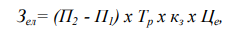 Зел= (П2 - П1) х Тр х кз х Це,